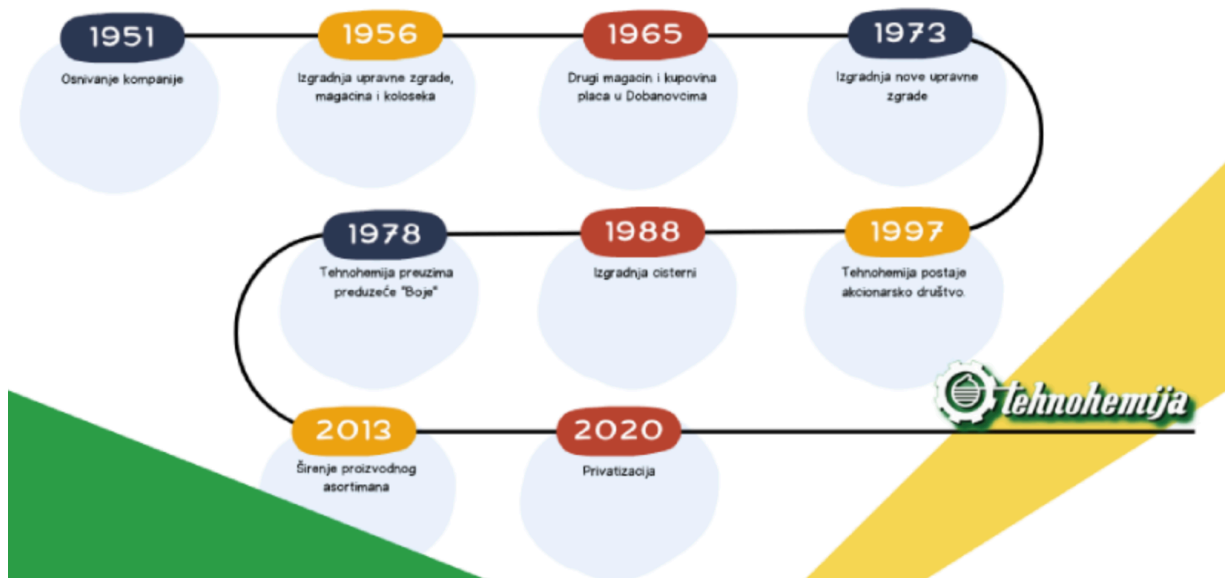 1951
Osnivanje kompanije
1956
Izgradnja upravne zgrade,
magacina i koloseka
1965
Drugi magacin i kupovina
placa u Dobanovcima
1973
Izgradnja nove upravne
zgrade
1978
Tehnohemija preuzima
preduzeće "Boje"
1988
Izgradnja cisterni
1997
Tehnohemija postaje
akcionarsko društvo.
tehnohemija
2013
Širenje proizvodnog
asortimana
2020
Privatizacija